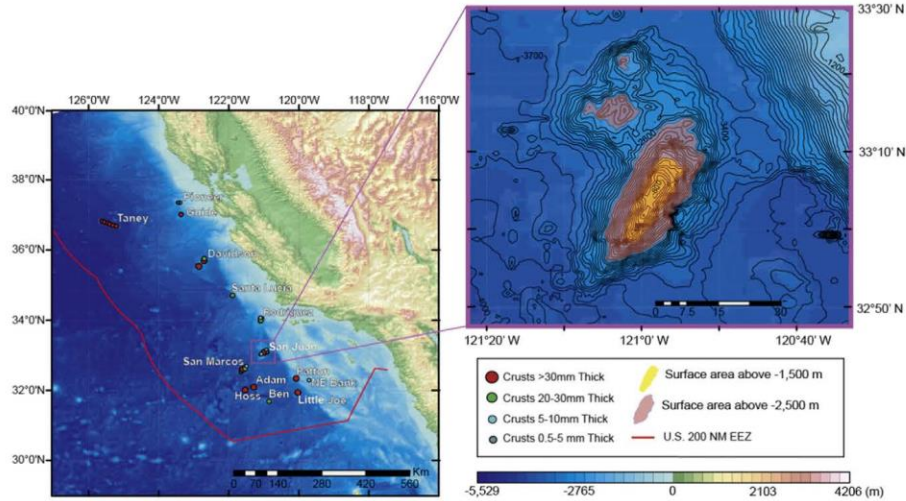 126°0'W 124°0'W 122°0'W 120°0'W 118°0'W 116°0'W
40°0'N
38°0'N
36°0'N
34°0'N
32°0'N
30°0'N
Pioneer
Guide
Taney
Davidson
Santa Lucia
Rodriguez
San Juan
San Marcos
Patton
NE Bank
Adam
Hoss
Ben
Little Joe
Km
0 70 140 280 420 560
33°30' N
33°10' N
32°50' N
-3700
1200
0 7.5 15 30
121°20' W 121°0' W 120°40' W
Crusts >30mm Thick
Crusts 20-30mm Thick
Crusts 5-10mm Thick
Crusts 0.5-5 mm Thick
Surface area above -1,500 m
Surface area above -2,500 m
U.S. 200 NM EEZ
-5,529 -2765 0 2103 4206 (m)